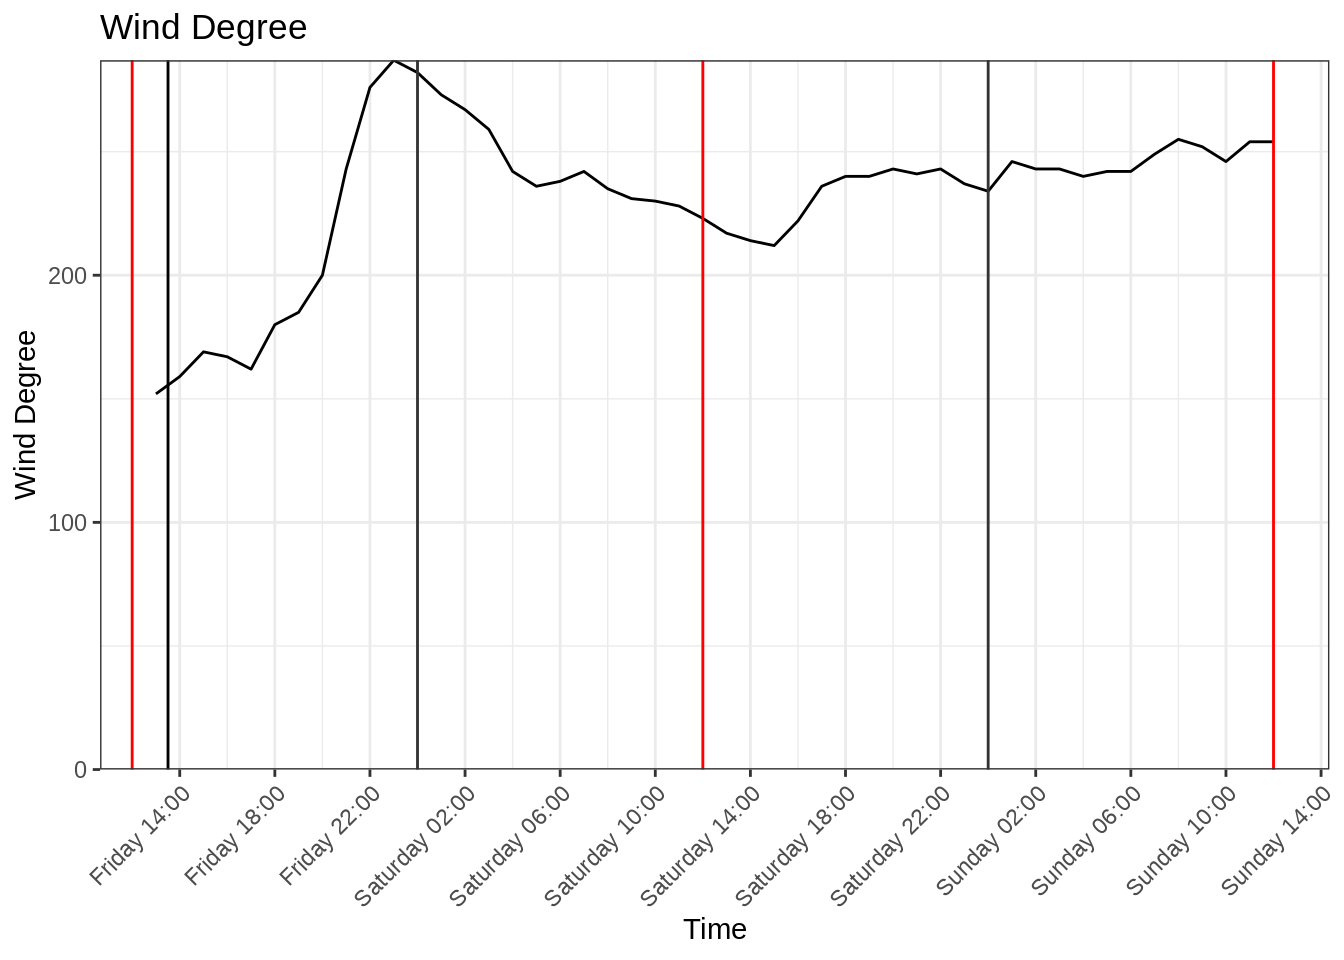 Wind Degree
Wind Degree
200
100
0
Friday 14:00
Friday 18:00
Friday 22:00
Saturday 02:00
Saturday 06:00
Saturday 10:00
Saturday 14:00
Saturday 18:00
Saturday 22:00
Sunday 02:00
Sunday 06:00
Sunday 10:00
Sunday 14:00
Time